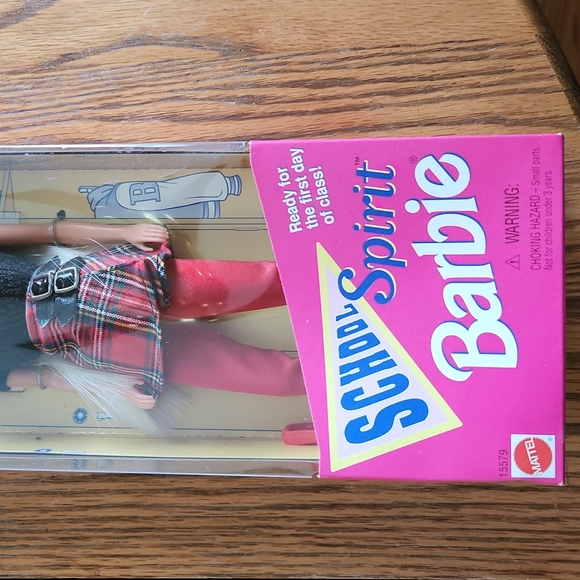 B
Ready for
the first day
of class!
SCHOOL
Spirit™
Barbie®
⚠ WARNING:
CHOKING HAZARD – Small parts.
Not for children under 3 years.
15579
MATTEL
B